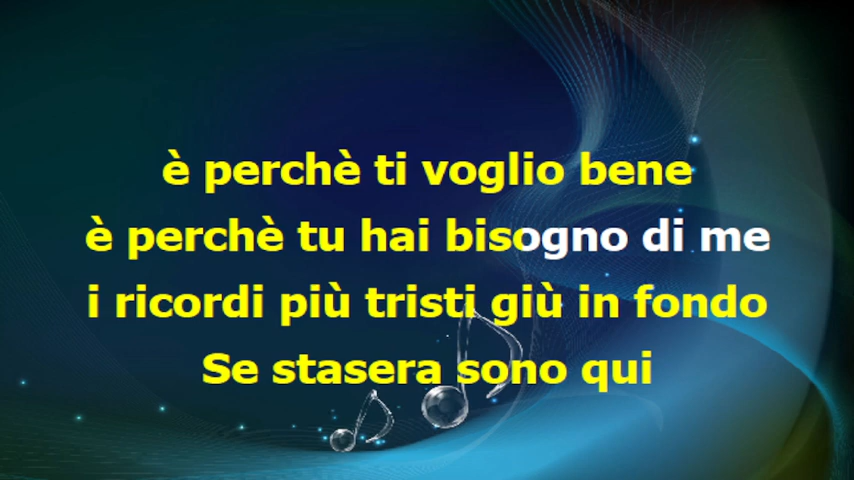 è perchè ti voglio bene
è perchè tu hai bisogno di me
i ricordi più tristi giù in fondo
Se stasera sono qui